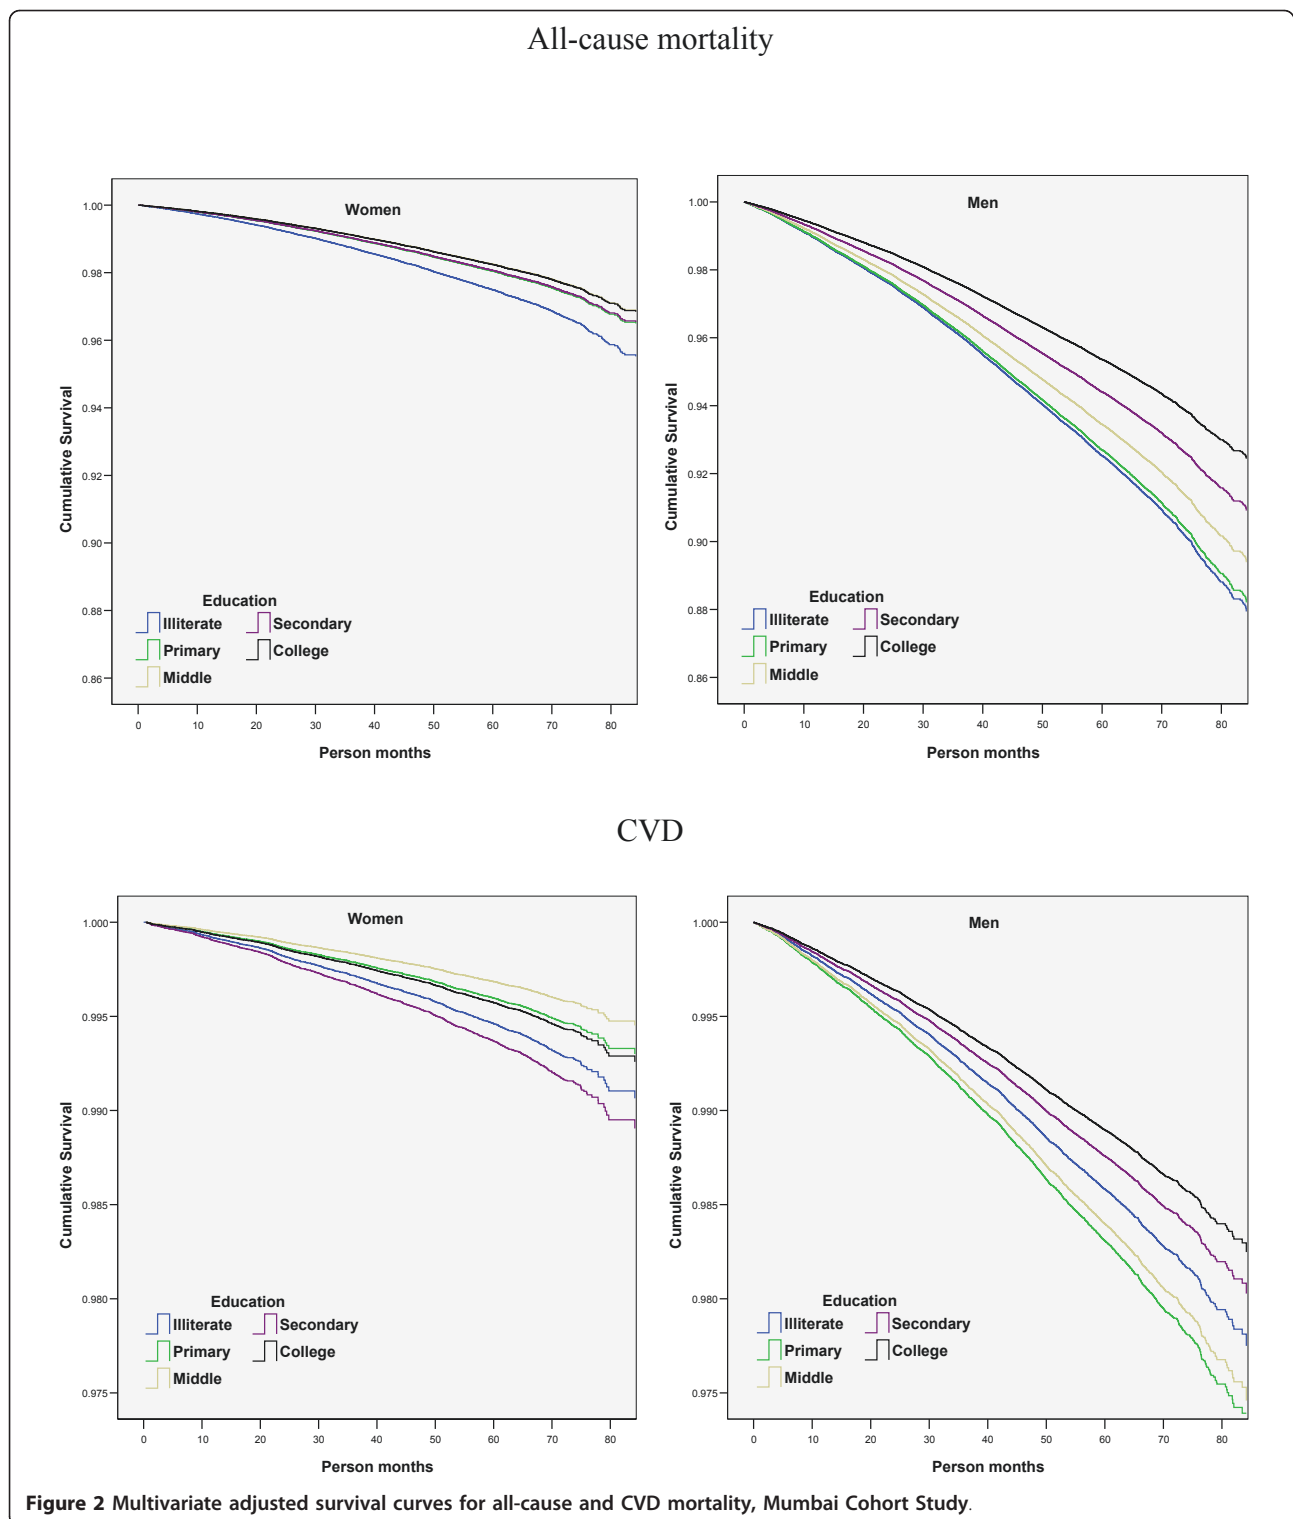 All-cause mortality
Women
Cumulative Survival
1.00
0.98
0.96
0.94
0.92
0.90
0.88
0.86
Education
Illiterate Secondary
Primary College
Middle
0 10 20 30 40 50 60 70 80
Person months
Men
Cumulative Survival
1.00
0.98
0.96
0.94
0.92
0.90
0.88
0.86
Education
Illiterate Secondary
Primary College
Middle
0 10 20 30 40 50 60 70 80
Person months
CVD
Women
Cumulative Survival
1.000
0.995
0.990
0.985
0.980
0.975
Education
Illiterate Secondary
Primary College
Middle
0 10 20 30 40 50 60 70 80
Person months
Men
Cumulative Survival
1.000
0.995
0.990
0.985
0.980
0.975
Education
Illiterate Secondary
Primary College
Middle
0 10 20 30 40 50 60 70 80
Person months
Figure 2 Multivariate adjusted survival curves for all-cause and CVD mortality, Mumbai Cohort Study.